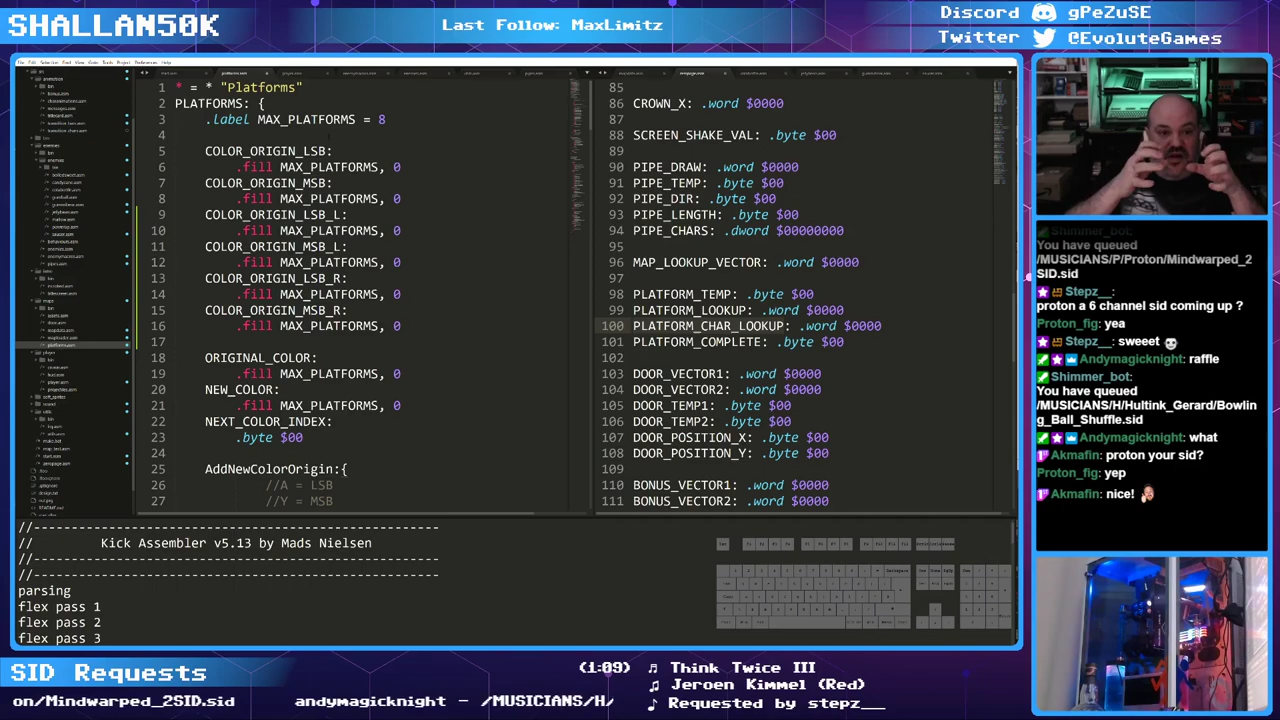 SHALLAN50K
Last Follow: MaxLimitz
Discord gPeZuSE
Twitter @EvoluteGames
1 * = * "Platforms"
2 PLATFORMS: {
3 .label MAX_PLATFORMS = 8
4
5 COLOR_ORIGIN_LSB:
6 .fill MAX_PLATFORMS, 0
7 COLOR_ORIGIN_MSB:
8 .fill MAX_PLATFORMS, 0
9 COLOR_ORIGIN_LSB_L:
10 .fill MAX_PLATFORMS, 0
11 COLOR_ORIGIN_MSB_L:
12 .fill MAX_PLATFORMS, 0
13 COLOR_ORIGIN_LSB_R:
14 .fill MAX_PLATFORMS, 0
15 COLOR_ORIGIN_MSB_R:
16 .fill MAX_PLATFORMS, 0
17
18 ORIGINAL_COLOR:
19 .fill MAX_PLATFORMS, 0
20 NEW_COLOR:
21 .fill MAX_PLATFORMS, 0
22 NEXT_COLOR_INDEX:
23 .byte $00
24
25 AddNewColorOrigin:{
26 //A = LSB
27 //Y = MSB
85
86 CROWN_X: .word $0000
87
88 SCREEN_SHAKE_VAL: .byte $00
89
90 PIPE_DRAW: .word $0000
91 PIPE_TEMP: .byte $00
92 PIPE_DIR: .byte
93 PIPE_LENGTH: .byte $00
94 PIPE_CHARS: .dword $00000000
95
96 MAP_LOOKUP_VECTOR: .word $0000
97
98 PLATFORM_TEMP: .byte $00
99 PLATFORM_LOOKUP: .word $0000
100 PLATFORM_CHAR_LOOKUP: .word $0000
101 PLATFORM_COMPLETE: .byte $00
102
103 DOOR_VECTOR1: .word $0000
104 DOOR_VECTOR2: .word $0000
105 DOOR_TEMP1: .byte $00
106 DOOR_TEMP2: .byte $00
107 DOOR_POSITION_X: .byte $00
108 DOOR_POSITION_Y: .byte $00
109
110 BONUS_VECTOR1: .word $0000
111 BONUS_VECTOR2: .word $0000
//------------------------------------------------------
// Kick Assembler v5.13 by Mads Nielsen
//------------------------------------------------------
//------------------------------------------------------
parsing
flex pass 1
flex pass 2
flex pass 3
Shimmer_bot:
You have queued
/MUSICIANS/P/Proton/Mindwarped_2
SID.sid
Stepz__:
proton a 6 channel sid coming up ?
Proton_fig: yea
Stepz__: sweeet
Andymagicknight: raffle
Shimmer_bot:
You have queued
/MUSICIANS/H/Hultink_Gerard/Bowlin
g_Ball_Shuffle.sid
Andymagicknight: what
Akmafin: proton your sid?
Proton_fig: yep
Akmafin: nice!
SID Requests
(1:09) ♫ Think Twice III
♫ Jeroen Kimmel (Red)
♪ Requested by stepz__
on/Mindwarped_2SID.sid
andymagicknight - /MUSICIANS/H/